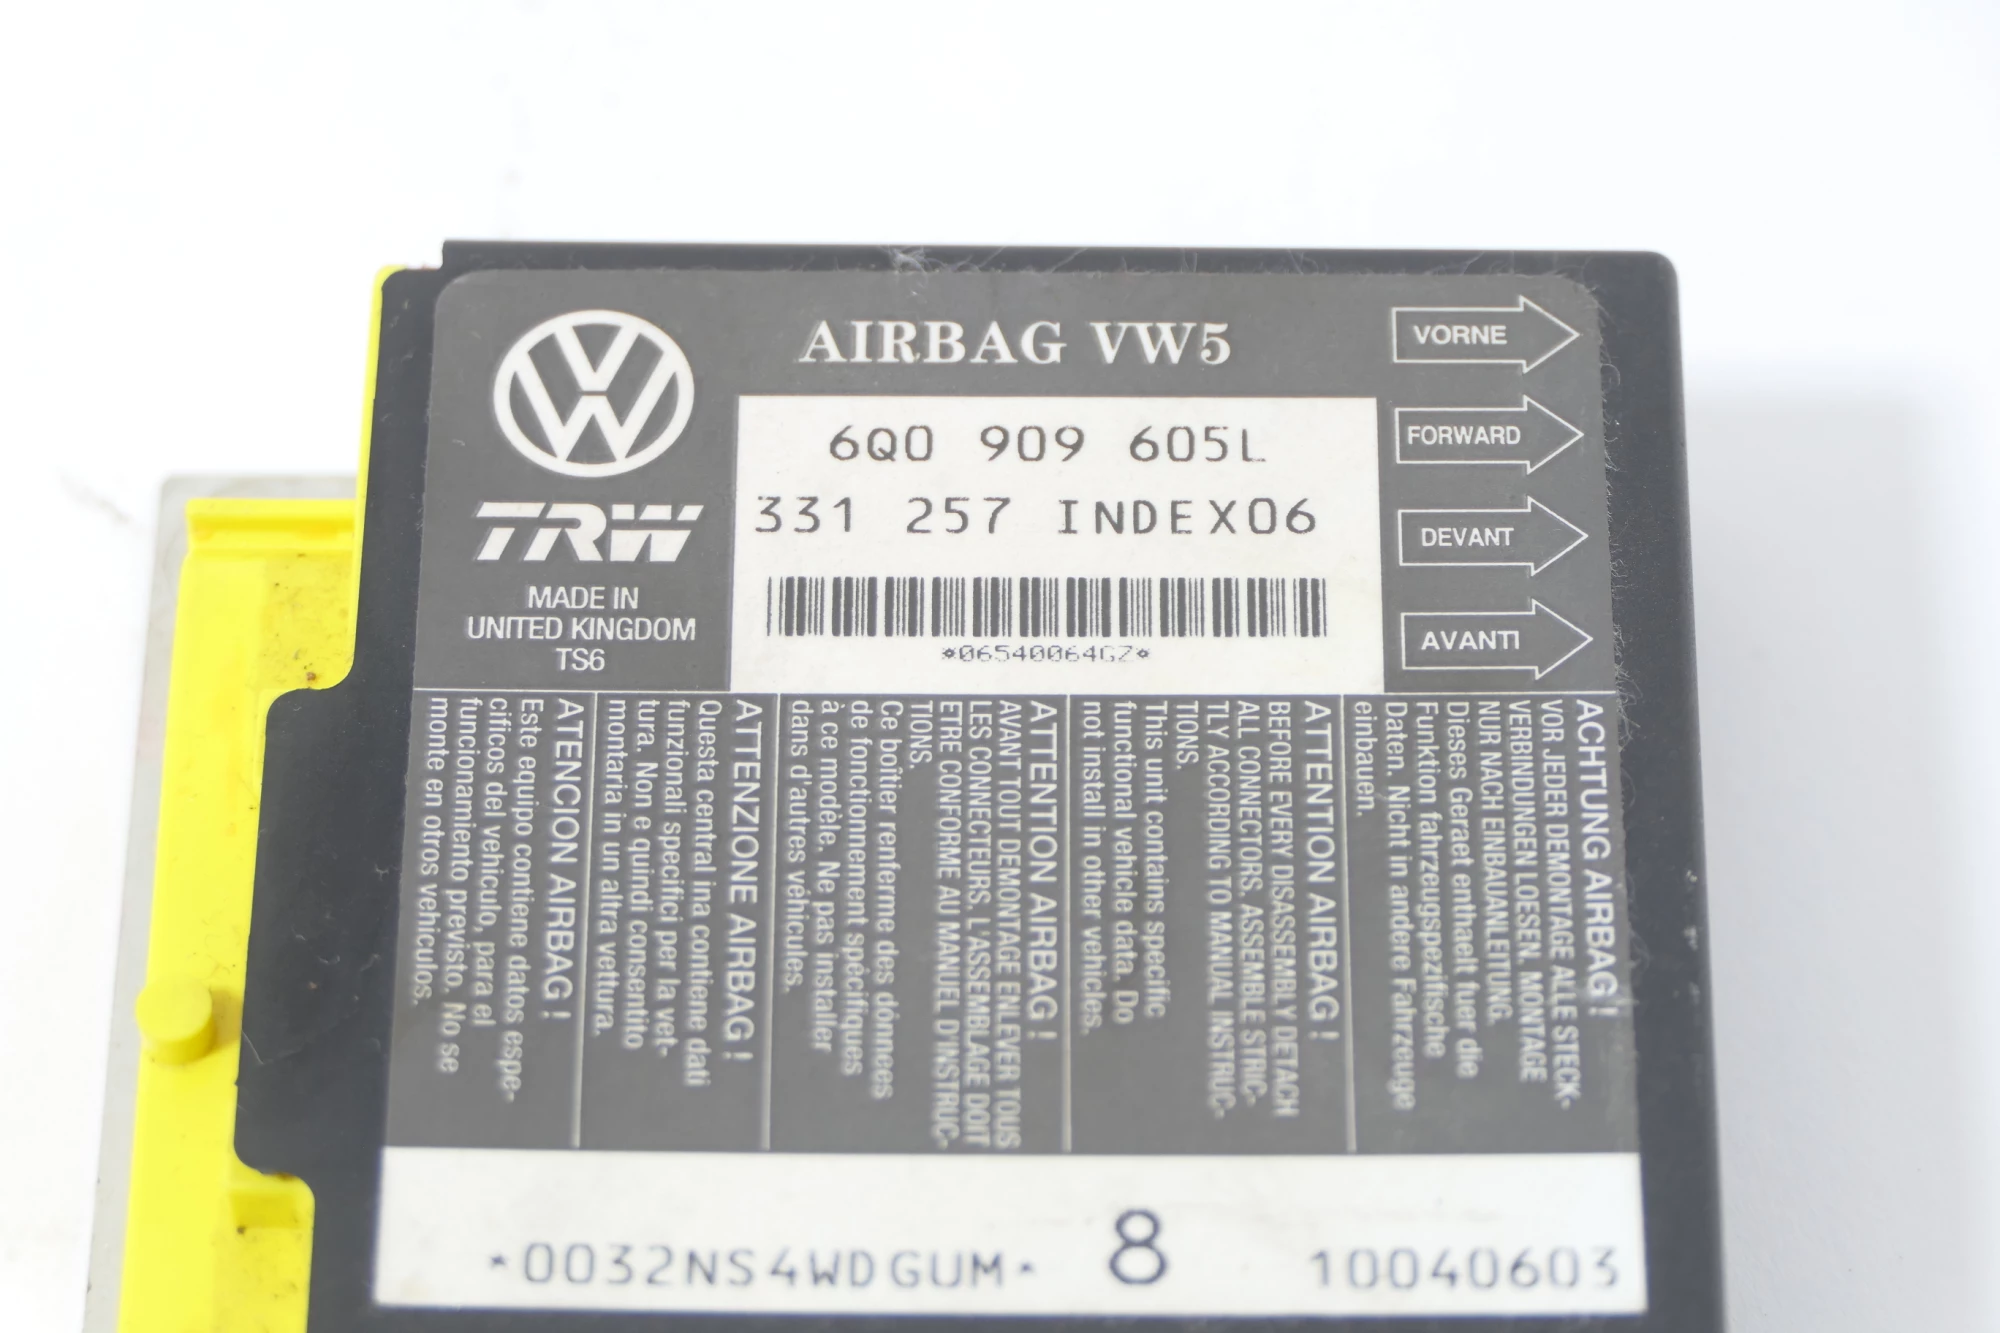 AIRBAG VW5
VORNE
FORWARD
DEVANT
AVANTI
6Q0 909 605L
331 257 INDEX06
*06540064GZ*
TRW
MADE IN
UNITED KINGDOM
TS6
ACHTUNG AIRBAG!
VOR JEDER DEMONTAGE ALLE STECK-
VERBINDUNGEN LOESEN. MONTAGE
NUR NACH EINBAUANLEITUNG.
Dieses Geraet enthaelt fuer die
Funktion fahrzeugspezifische
Daten. Nicht in andere Fahrzeuge
einbauen.
ATTENTION AIRBAG!
BEFORE EVERY DISASSEMBLY DETACH
ALL CONNECTORS. ASSEMBLE STRIC-
TLY ACCORDING TO MANUAL INSTRUC-
TIONS.
This unit contains specific
functional vehicle data. Do
not install in other vehicles.
ATTENTION AIRBAG!
AVANT TOUT DEMONTAGE ENLEVER TOUS
LES CONNECTEURS. L'ASSEMBLAGE DOIT
ETRE CONFORME AU MANUEL D'INSTRUC-
TIONS.
Ce boîtier renferme des dónnees
de fonctionnement spécifiques
à ce modèle. Ne pas installer
dans d'autres véhicules.
ATTENZIONE AIRBAG!
Questa central ina contiene dati
funzionali specifici per la vet-
tura. Non e quindi consentito
montaria in un altra vettura.
ATENCION AIRBAG!
Este equipo contiene datos espe-
cificos del vehiculo, para el
funcionamiento previsto. No se
monte en otros vehiculos.
*0032NS4WDGUM* 8 10040603